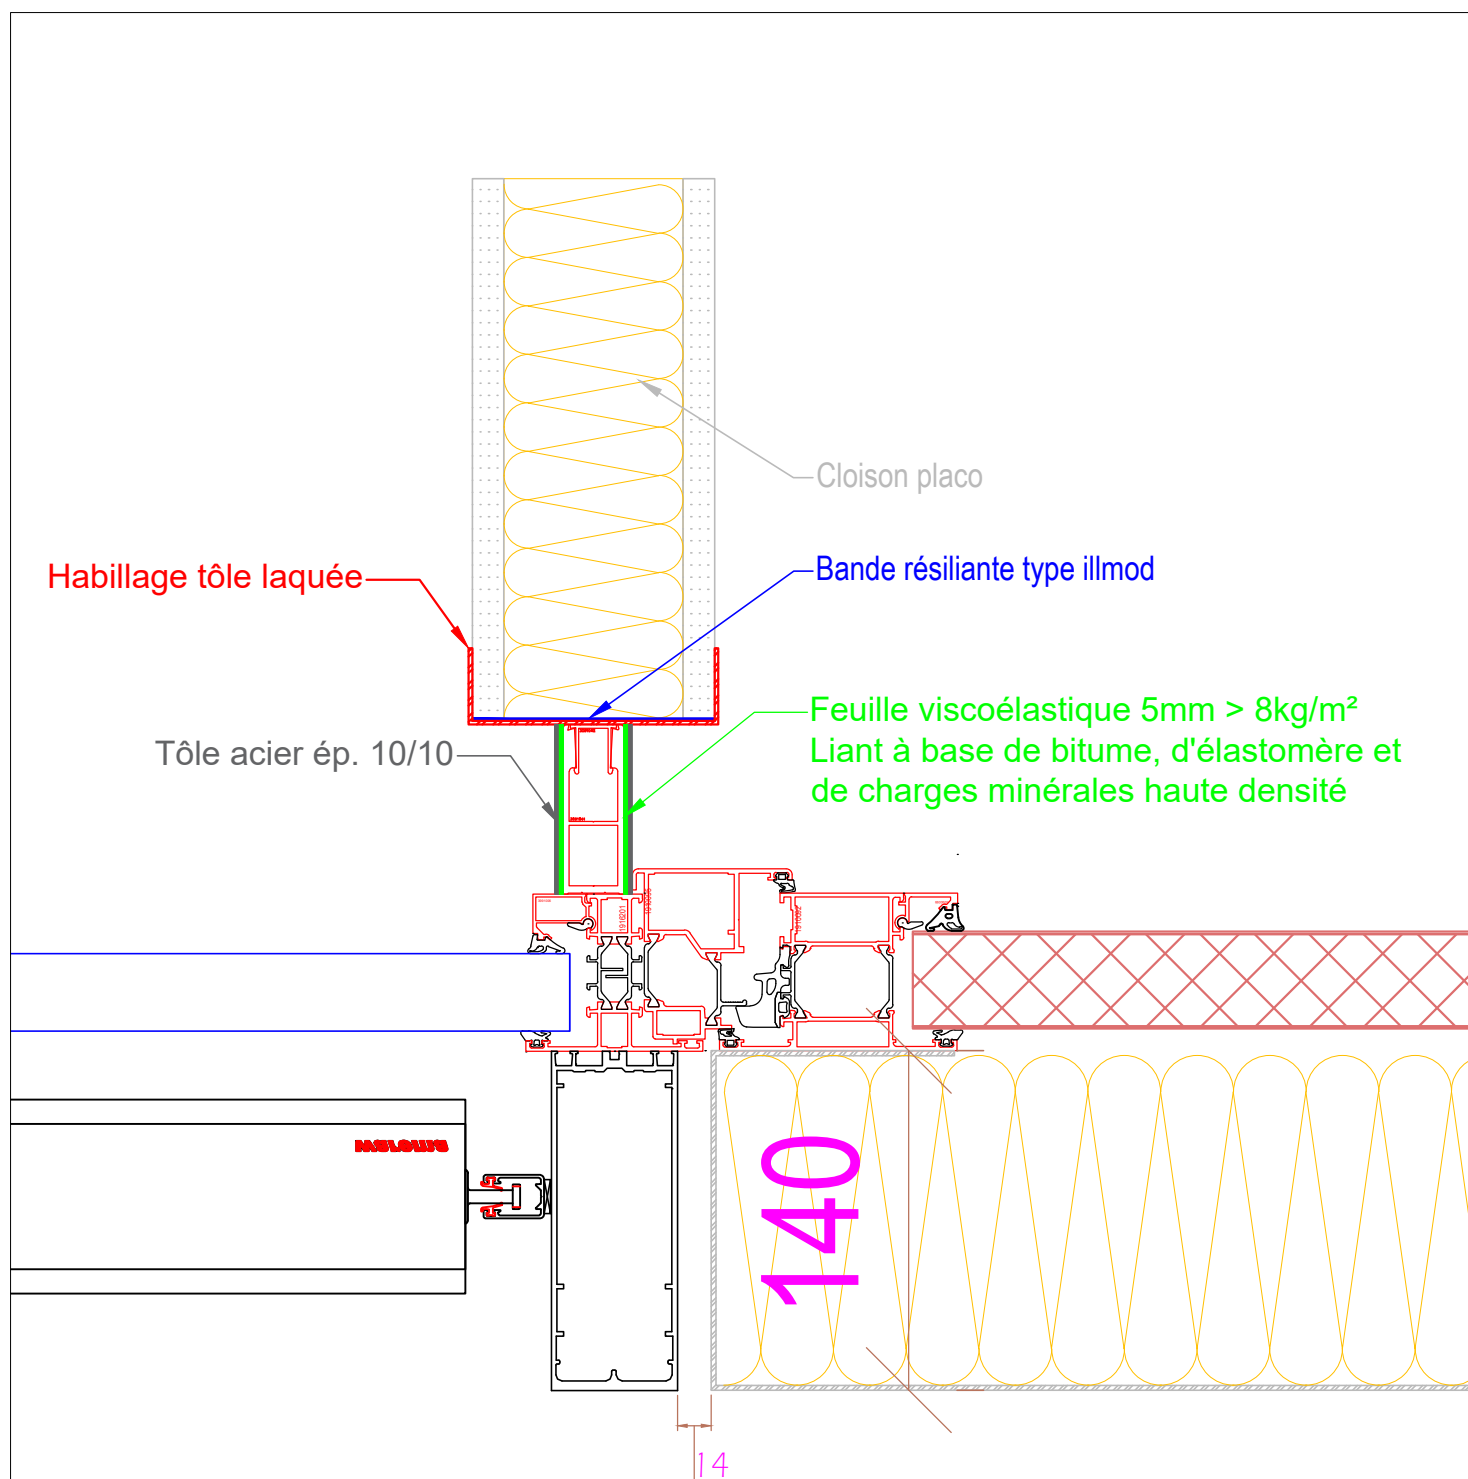 Cloison placo
Bande résiliante type illmod
Habillage tôle laquée
Feuille viscoélastique 5mm > 8kg/m²
Liant à base de bitume, d'élastomère et
de charges minérales haute densité
Tôle acier ép. 10/10
140
14